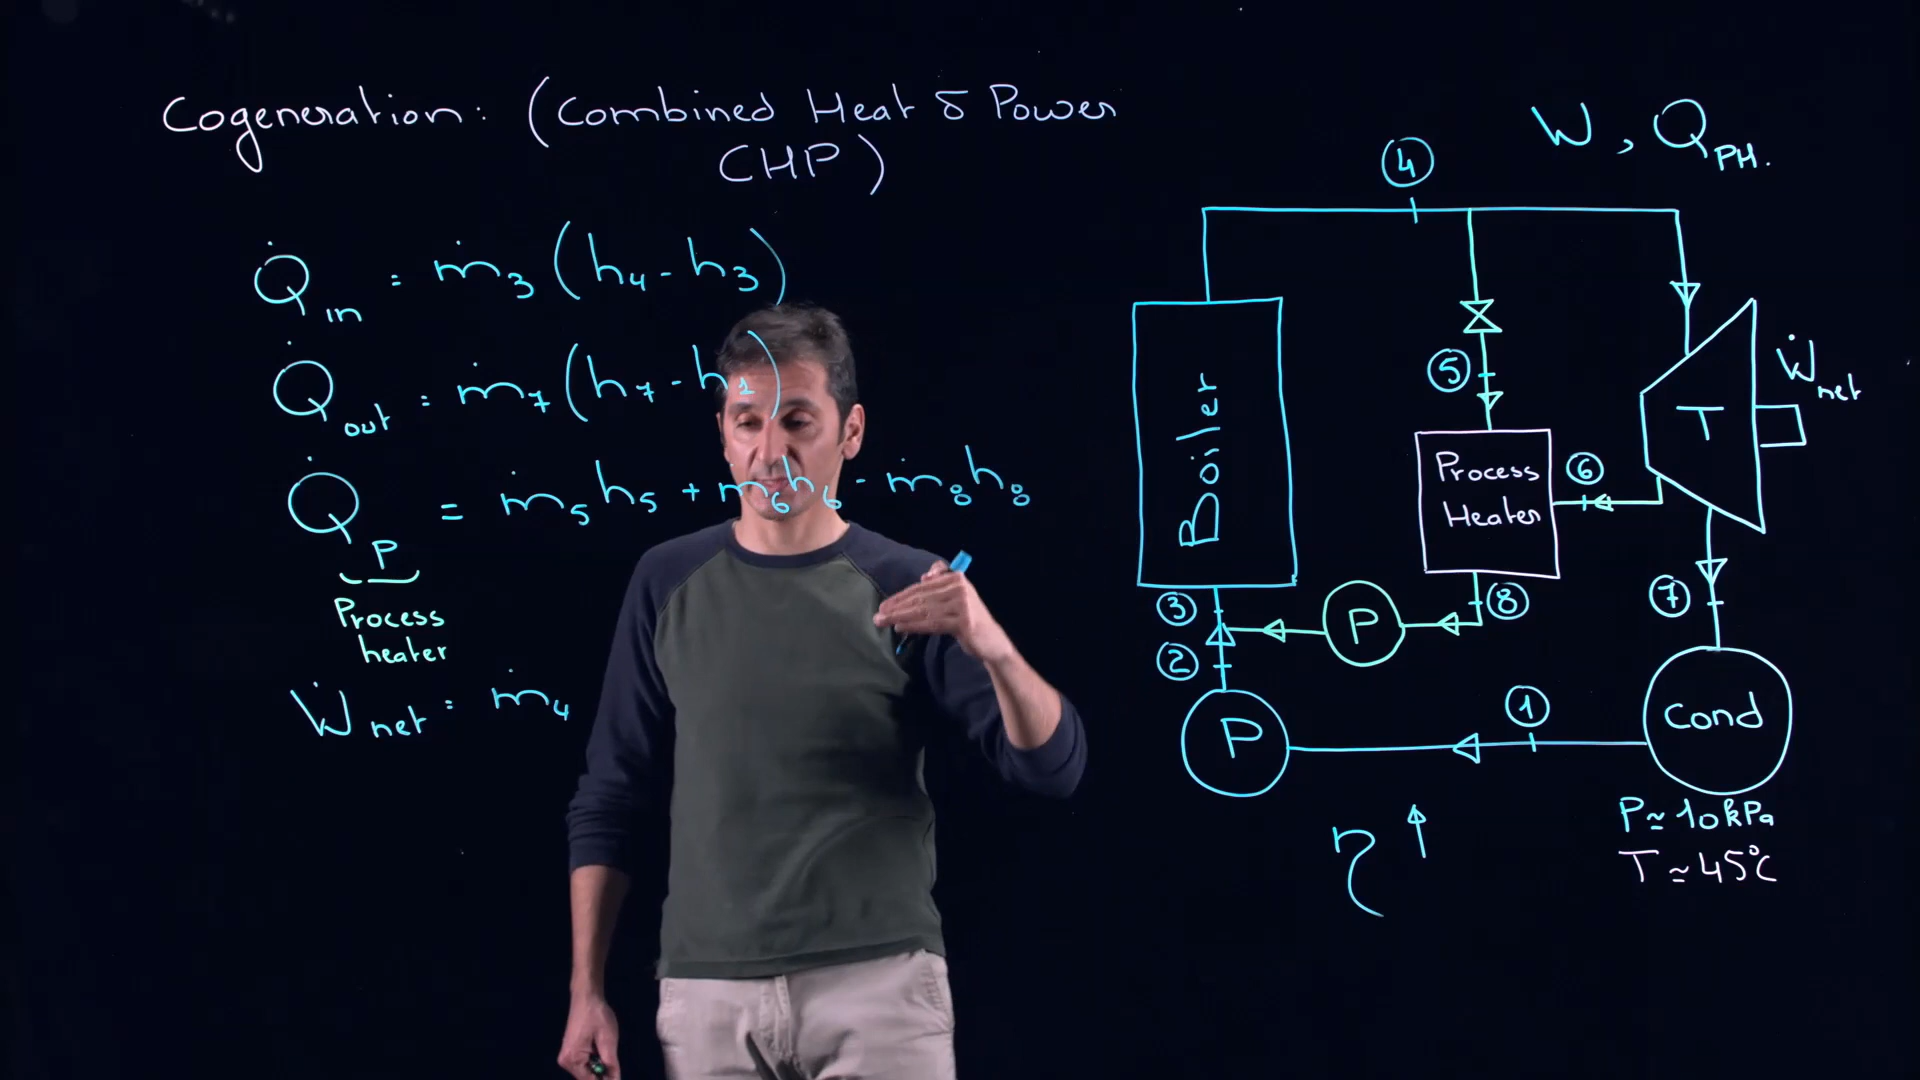 Cogeneration: (Combined Heat & Power
CHP)
Q̇in = ṁ3 (h4 - h3)
Q̇out = ṁ7 (h7 - h1)
Q̇P = ṁ5h5 + ṁ6h6 - ṁ8h8
Process
heater
Ẇnet = ṁ4
W, QPH.
4
Boiler
5
Process
Heater
6
T
Ẇnet
3
2
P
8
7
P
1
Cond
P ≃ 10kPa
T ≃ 45°C
η ↑